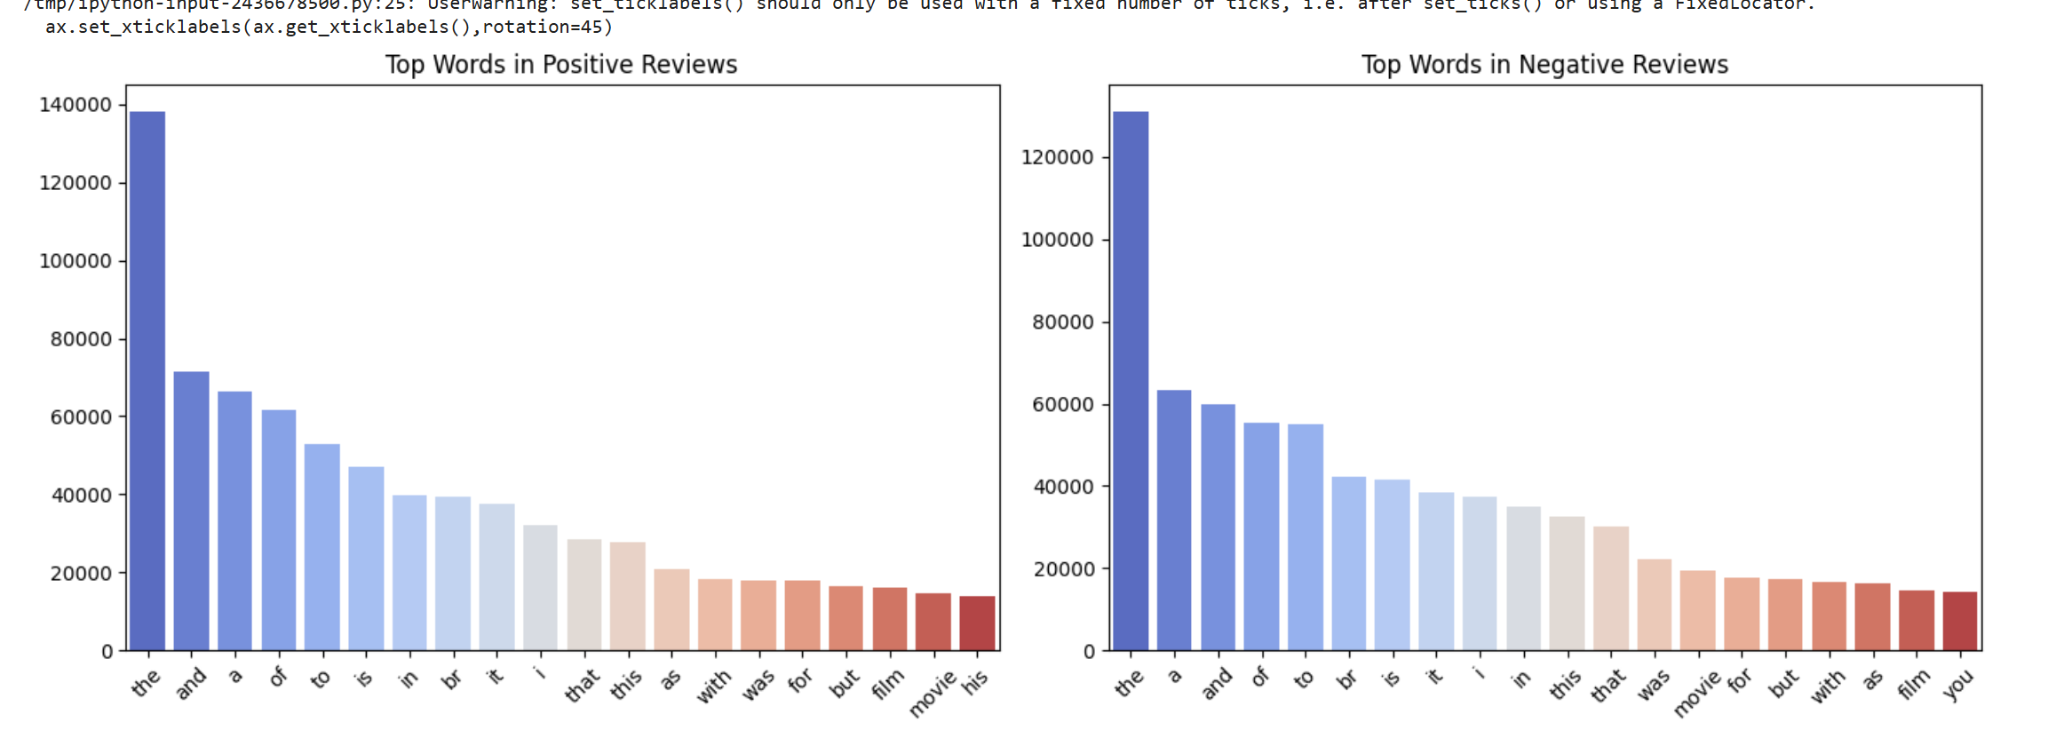 /tmp/ipython-input-2436678500.py:25: UserWarning: set_ticklabels() should only be used with a fixed number of ticks, i.e. after set_ticks() or using a FixedLocator.
ax.set_xticklabels(ax.get_xticklabels(),rotation=45)
Top Words in Positive Reviews
140000
120000
100000
80000
60000
40000
20000
0
the and a of to is in br it i that this as with was for but film movie his
Top Words in Negative Reviews
120000
100000
80000
60000
40000
20000
0
the a and of to br is it i in this that was movie for but with as film you